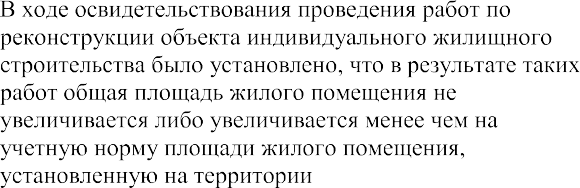 В ходе освидетельствования проведения работ по
реконструкции объекта индивидуального жилищного
строительства было установлено, что в результате таких
работ общая площадь жилого помещения не
увеличивается либо увеличивается менее чем на
учетную норму площади жилого помещения,
установленную на территории